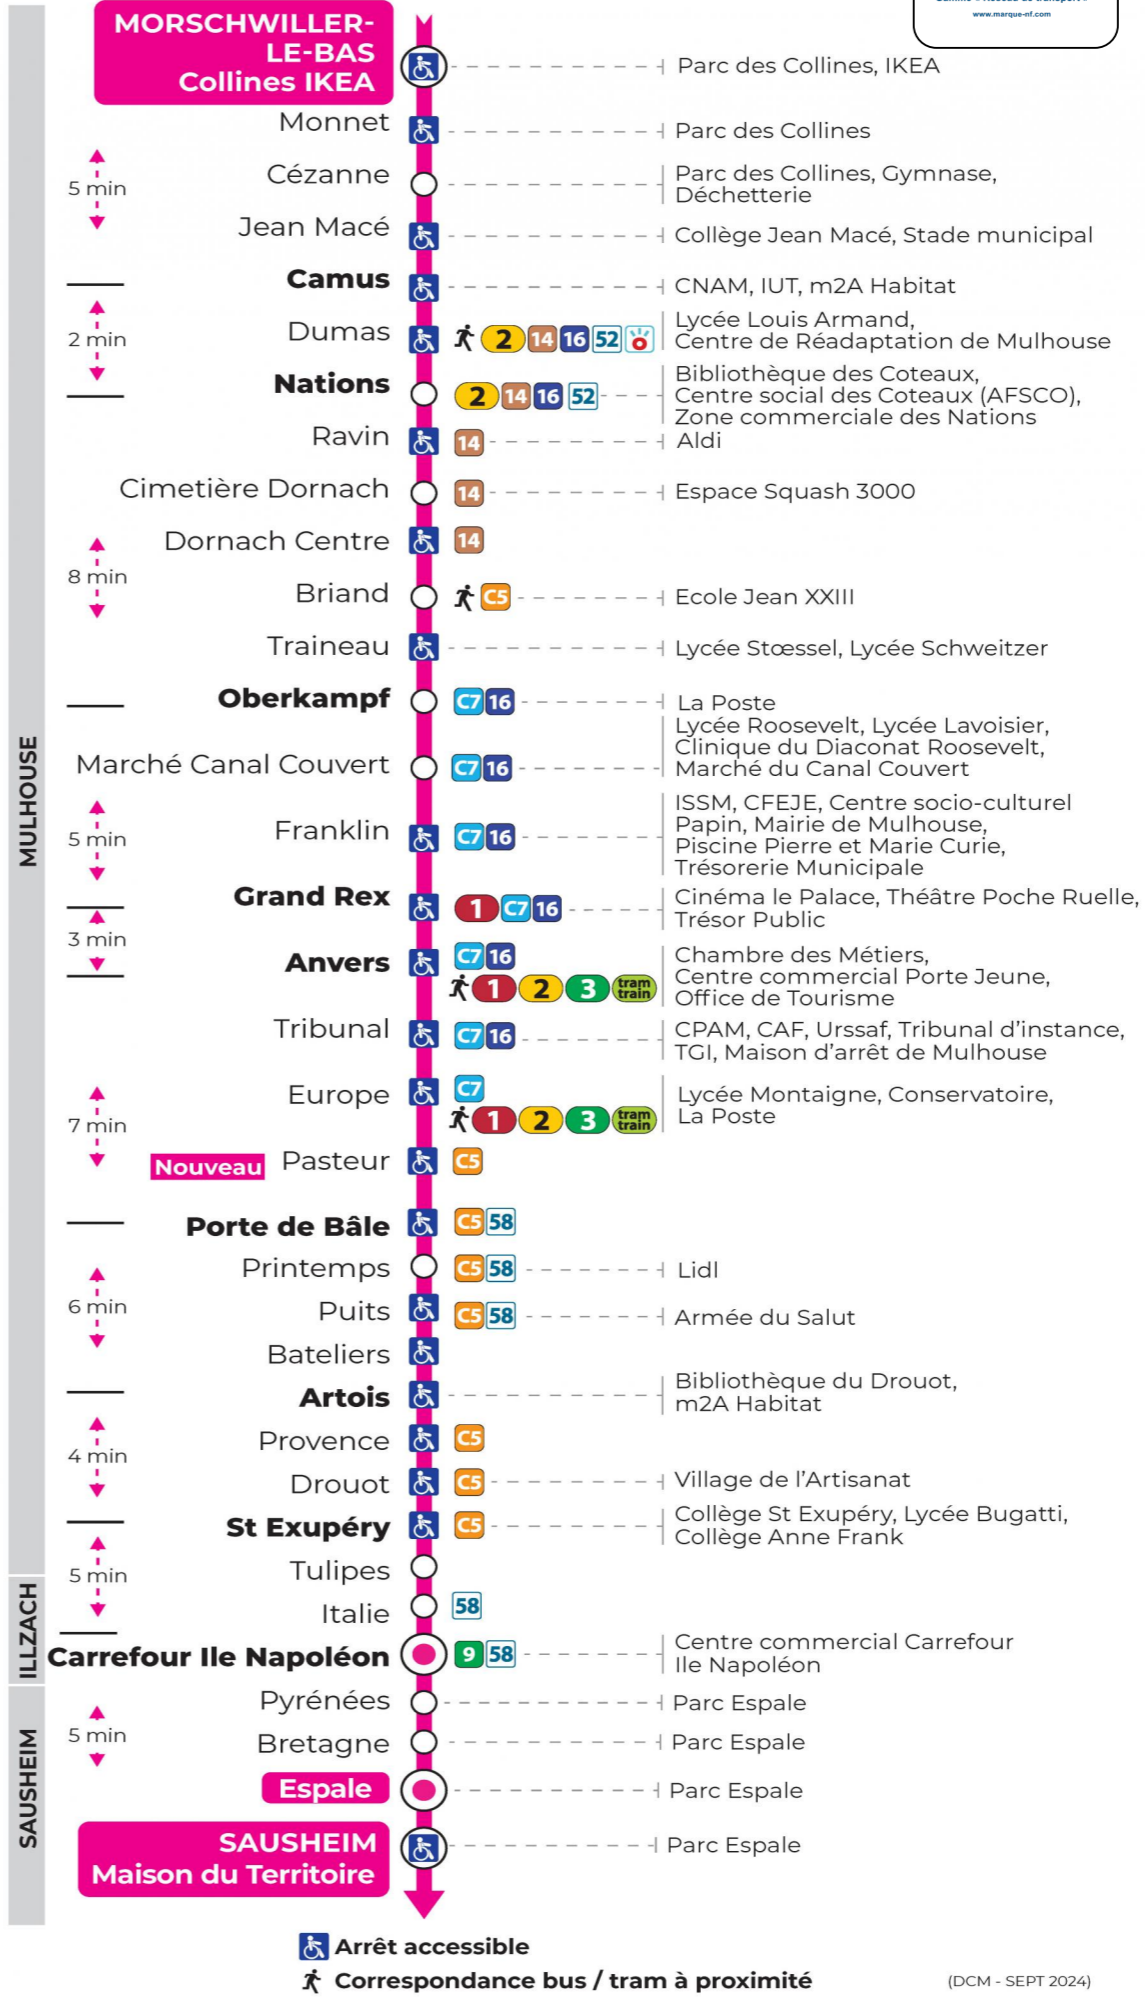 www.marque-nf.com
MORSCHWILLER-
LE-BAS
Collines IKEA
Parc des Collines, IKEA
Monnet
Parc des Collines
5 min
Cézanne
Parc des Collines, Gymnase,
Déchetterie
Jean Macé
Collège Jean Macé, Stade municipal
Camus
CNAM, IUT, m2A Habitat
2 min
Dumas
2 14 16 52
Lycée Louis Armand,
Centre de Réadaptation de Mulhouse
Nations
2 14 16 52
Bibliothèque des Coteaux,
Centre social des Coteaux (AFSCO),
Zone commerciale des Nations
Ravin
14
Aldi
Cimetière Dornach
14
Espace Squash 3000
Dornach Centre
14
8 min
Briand
C5
Ecole Jean XXIII
Traineau
Lycée Stœssel, Lycée Schweitzer
Oberkampf
C7 16
La Poste
MULHOUSE
Marché Canal Couvert
C7 16
Lycée Roosevelt, Lycée Lavoisier,
Clinique du Diaconat Roosevelt,
Marché du Canal Couvert
5 min
Franklin
C7 16
ISSM, CFEJE, Centre socio-culturel
Papin, Mairie de Mulhouse,
Piscine Pierre et Marie Curie,
Trésorerie Municipale
Grand Rex
1 C7 16
Cinéma le Palace, Théâtre Poche Ruelle,
Trésor Public
3 min
Anvers
C7 16
1 2 3 tram train
Chambre des Métiers,
Centre commercial Porte Jeune,
Office de Tourisme
Tribunal
C7 16
CPAM, CAF, Urssaf, Tribunal d’instance,
TGI, Maison d’arrêt de Mulhouse
7 min
Europe
C7
1 2 3 tram train
Lycée Montaigne, Conservatoire,
La Poste
Nouveau Pasteur
C5
Porte de Bâle
C5 58
Printemps
C5 58
Lidl
6 min
Puits
C5 58
Armée du Salut
Bateliers
Artois
Bibliothèque du Drouot,
m2A Habitat
4 min
Provence
C5
Drouot
C5
Village de l’Artisanat
St Exupéry
C5
Collège St Exupéry, Lycée Bugatti,
Collège Anne Frank
5 min
Tulipes
ILLZACH
Italie
58
Carrefour Ile Napoléon
9 58
Centre commercial Carrefour
Ile Napoléon
SAUSHEIM
5 min
Pyrénées
Parc Espale
Bretagne
Parc Espale
Espale
Parc Espale
SAUSHEIM
Maison du Territoire
Parc Espale
Arrêt accessible
Correspondance bus / tram à proximité
(DCM - SEPT 2024)